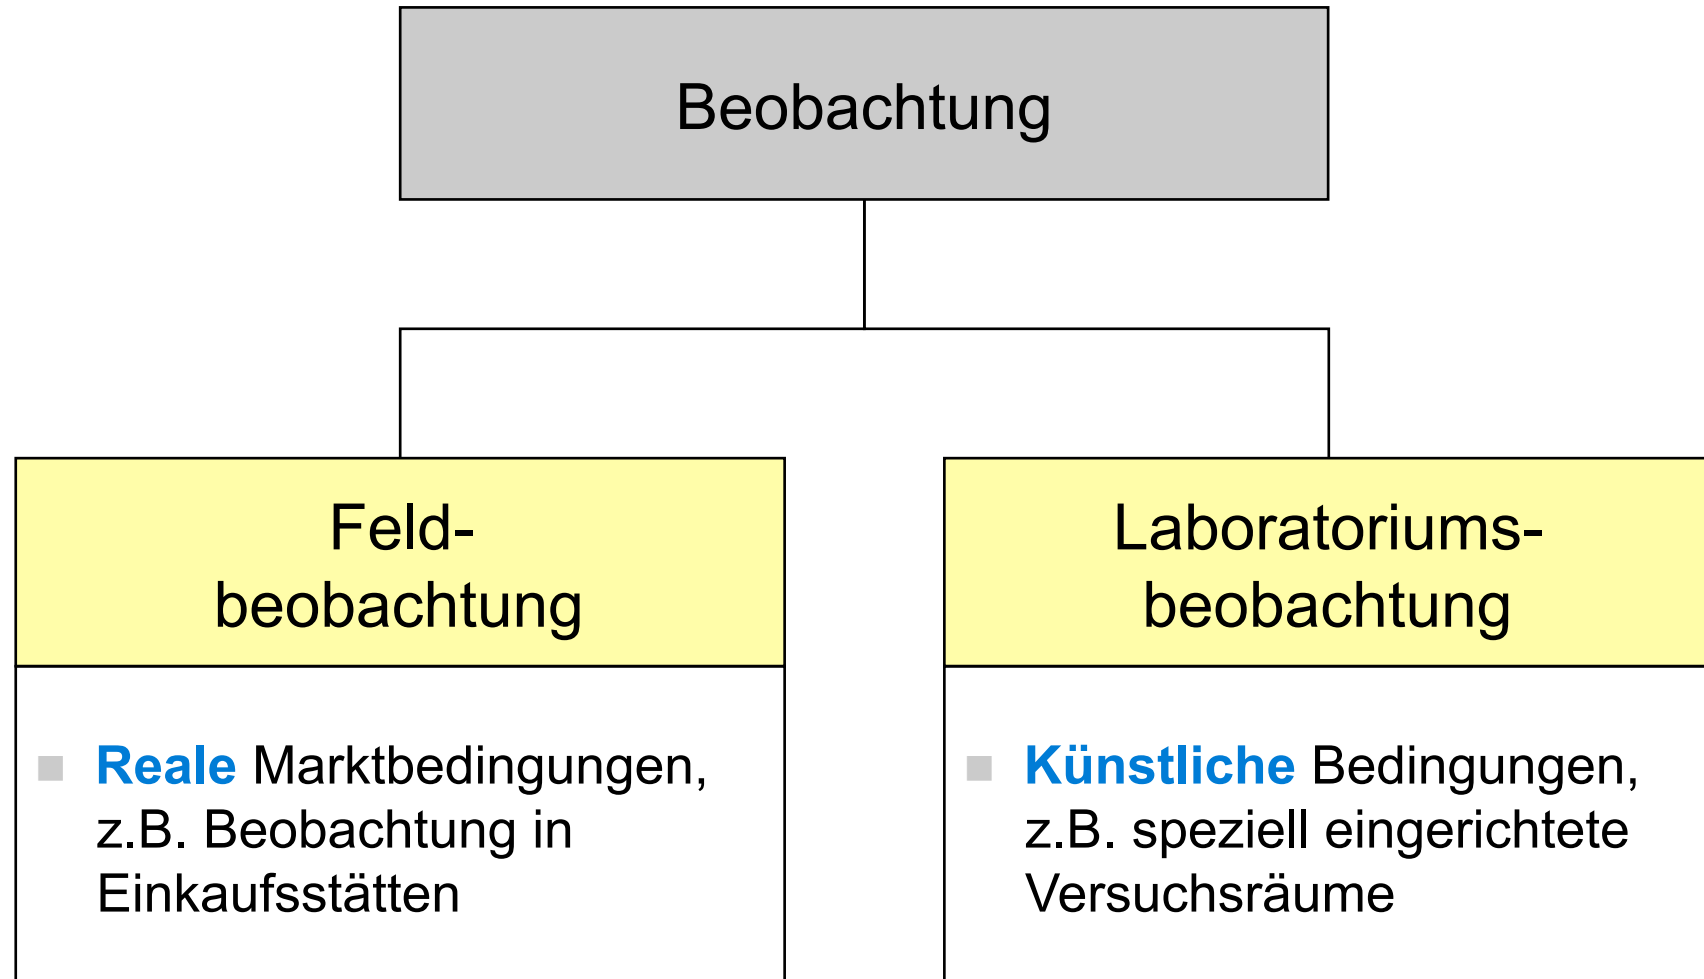 Beobachtung
Feld-
beobachtung
Reale Marktbedingungen,
z.B. Beobachtung in
Einkaufsstätten
Laboratoriums-
beobachtung
Künstliche Bedingungen,
z.B. speziell eingerichtete
Versuchsräume